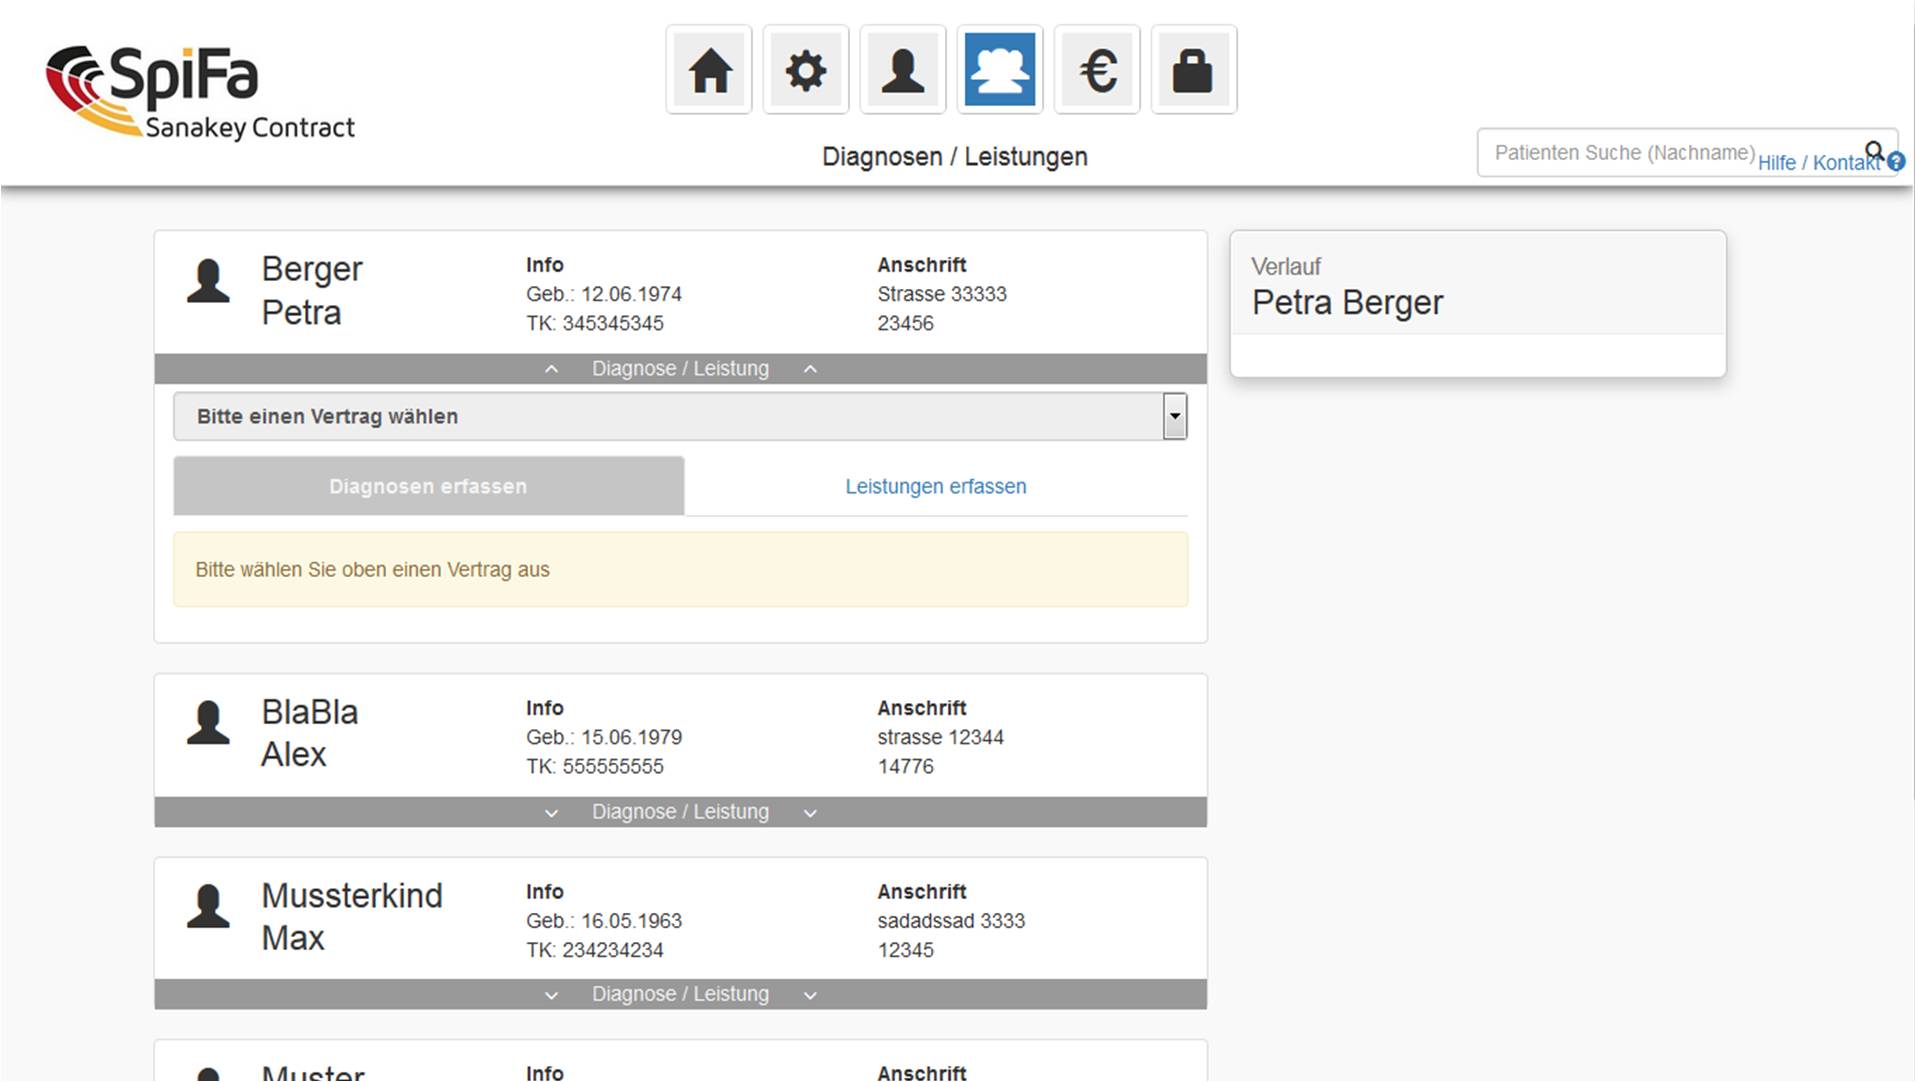 SpiFa
Sanakey Contract
€
Diagnosen / Leistungen
Patienten Suche (Nachname)
Hilfe / Kontakt ?
Berger
Petra
Info
Geb.: 12.06.1974
TK: 345345345
Anschrift
Strasse 33333
23456
Diagnose / Leistung
Bitte einen Vertrag wählen
Diagnosen erfassen
Leistungen erfassen
Bitte wählen Sie oben einen Vertrag aus
Verlauf
Petra Berger
BlaBla
Alex
Info
Geb.: 15.06.1979
TK: 555555555
Anschrift
strasse 12344
14776
Diagnose / Leistung
Mussterkind
Max
Info
Geb.: 16.05.1963
TK: 234234234
Anschrift
sadadssad 3333
12345
Diagnose / Leistung
Muster
Info
Anschrift